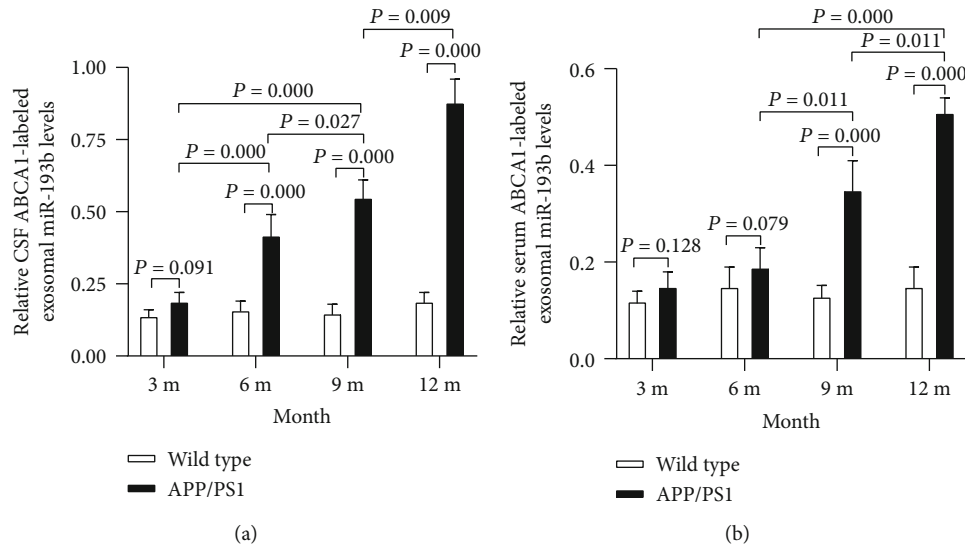 P = 0.009
P = 0.000
1.00
P = 0.000
P = 0.027
0.75
P = 0.000
P = 0.000
P = 0.000
0.50
P = 0.091
0.25
0.00
3 m 6 m 9 m 12 m
Month
Relative CSF ABCA1-labeled
exosomal miR-193b levels
Wild type
APP/PS1
(a)
P = 0.000
P = 0.011
0.6
P = 0.000
P = 0.011
P = 0.000
0.4
P = 0.079
P = 0.128
0.2
0.0
3 m 6 m 9 m 12 m
Month
Relative serum ABCA1-labeled
exosomal miR-193b levels
Wild type
APP/PS1
(b)